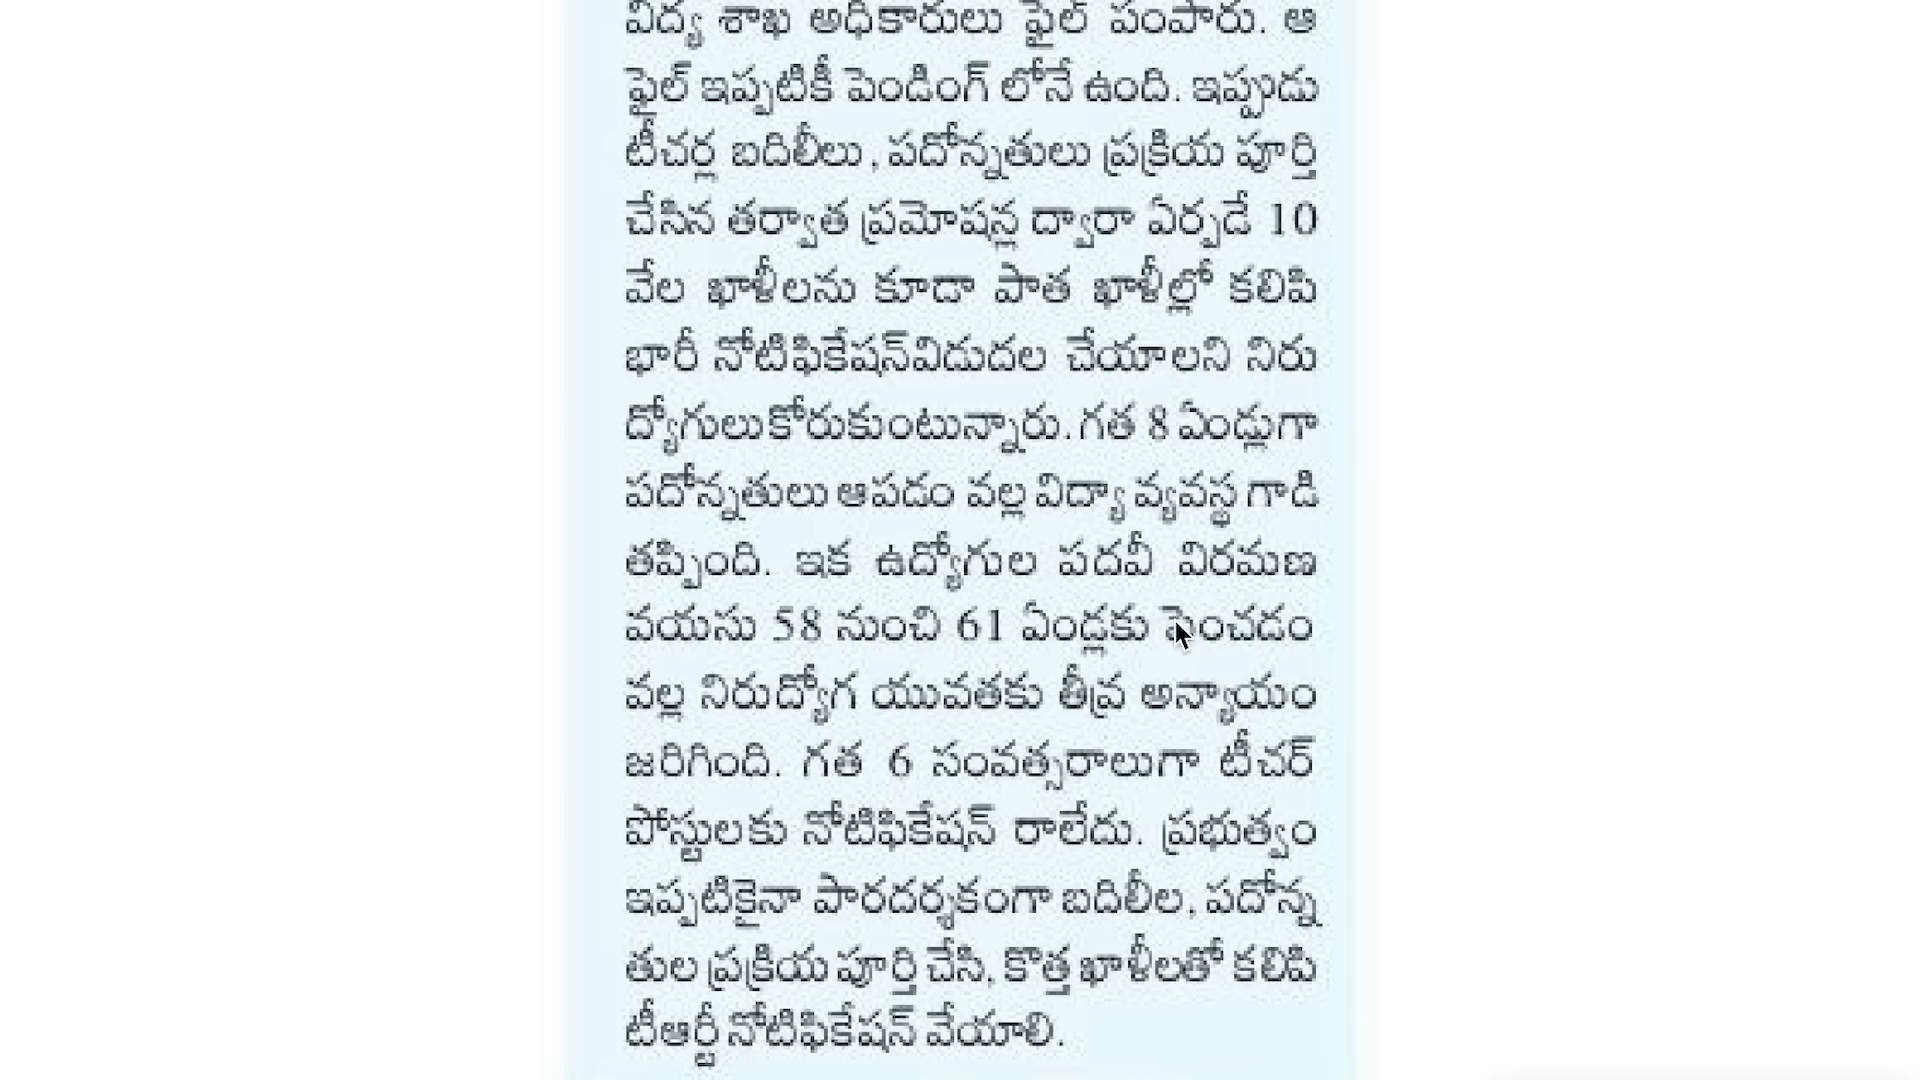 విద్య శాఖ అధికారులు ఫైల్ పంపారు. ఆ
ఫైల్ ఇప్పటికీ పెండింగ్ లోనే ఉంది. ఇప్పుడు
టీచర్ల బదిలీలు, పదోన్నతులు ప్రక్రియ పూర్తి
చేసిన తర్వాత ప్రమోషన్ల ద్వారా ఏర్పడే 10
వేల ఖాళీలను కూడా పాత ఖాళీల్లో కలిపి
భారీ నోటిఫికేషన్‌విడుదల చేయాలని నిరు
ద్యోగులుకోరుకుంటున్నారు. గత 8 ఏండ్లుగా
పదోన్నతులు ఆపడం వల్ల విద్యా వ్యవస్థ గాడి
తప్పింది. ఇక ఉద్యోగుల పదవీ విరమణ
వయసు 58 నుంచి 61 ఏండ్లకు పెంచడం
వల్ల నిరుద్యోగ యువతకు తీవ్ర అన్యాయం
జరిగింది. గత 6 సంవత్సరాలుగా టీచర్
పోస్టులకు నోటిఫికేషన్ రాలేదు. ప్రభుత్వం
ఇప్పటికైనా పారదర్శకంగా బదిలీల, పదోన్న
తుల ప్రక్రియ పూర్తి చేసి, కొత్త ఖాళీలతో కలిపి
టీఆర్టీ నోటిఫికేషన్ వేయాలి.